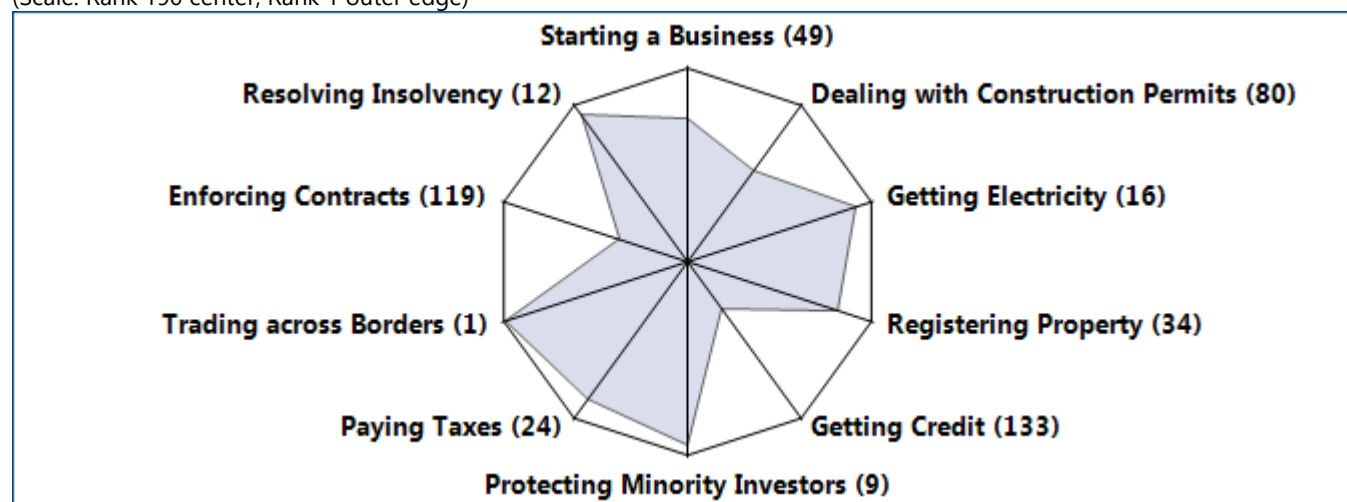 (Scale: Rank 190 center, Rank 1 outer edge)
Starting a Business (49)
Resolving Insolvency (12)
Dealing with Construction Permits (80)
Enforcing Contracts (119)
Getting Electricity (16)
Trading across Borders (1)
Registering Property (34)
Paying Taxes (24)
Getting Credit (133)
Protecting Minority Investors (9)